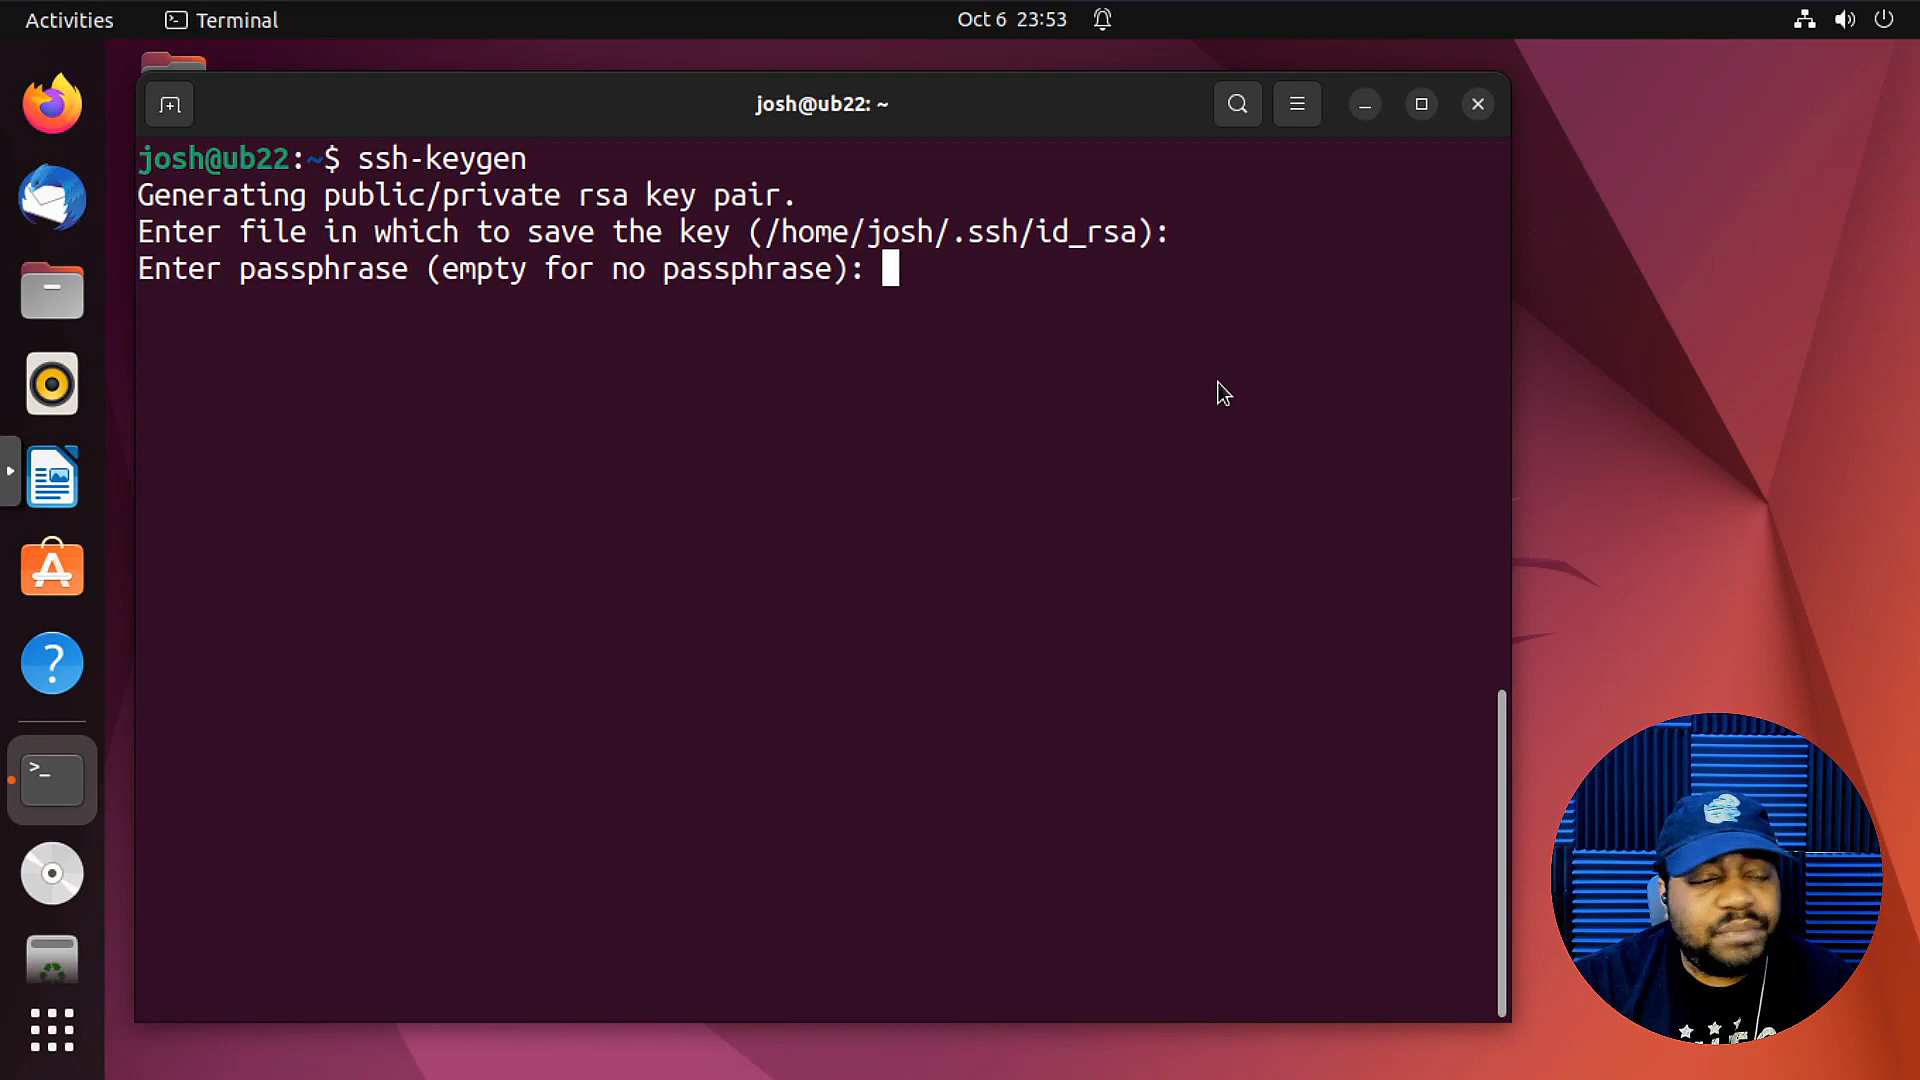 Activities
Terminal
Oct 6 23:53
josh@ub22: ~
josh@ub22:~$ ssh-keygen
Generating public/private rsa key pair.
Enter file in which to save the key (/home/josh/.ssh/id_rsa):
Enter passphrase (empty for no passphrase):